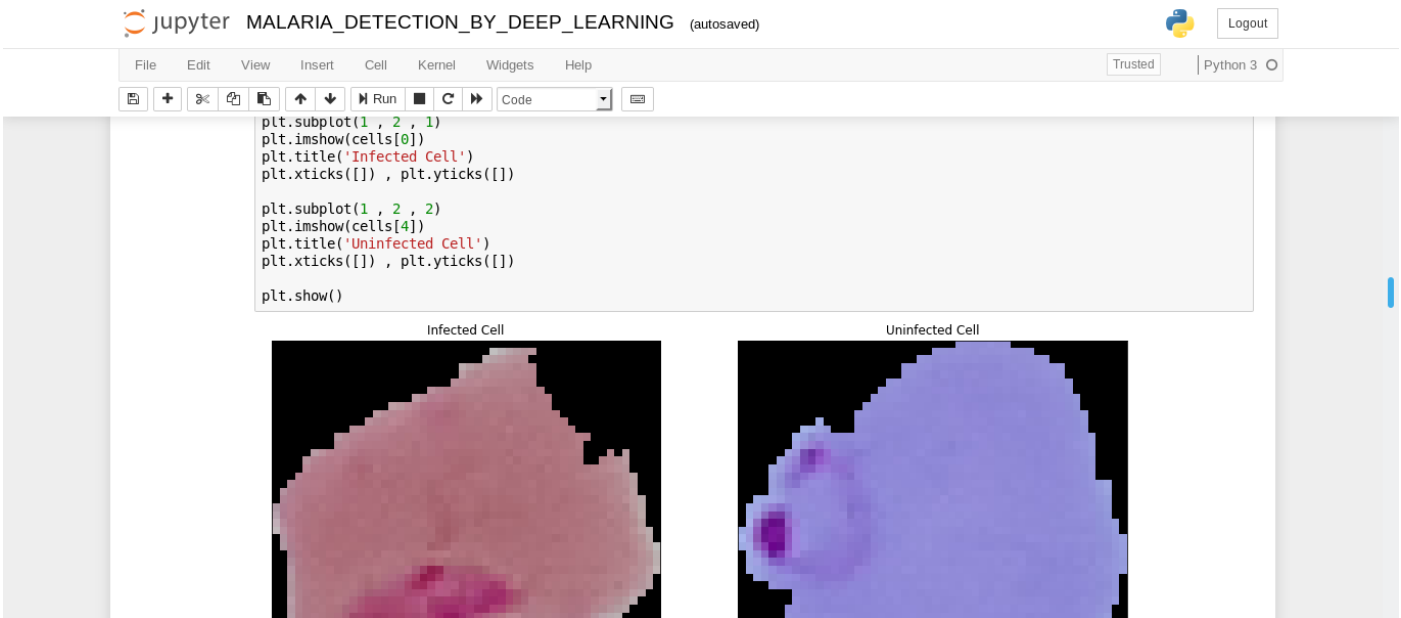 jupyter MALARIA_DETECTION_BY_DEEP_LEARNING (autosaved) Logout
File Edit View Insert Cell Kernel Widgets Help Trusted Python 3
Run Code
plt.subplot(1 , 2 , 1)
plt.imshow(cells[0])
plt.title('Infected Cell')
plt.xticks([]) , plt.yticks([])
plt.subplot(1 , 2 , 2)
plt.imshow(cells[4])
plt.title('Uninfected Cell')
plt.xticks([]) , plt.yticks([])
plt.show()
Infected Cell Uninfected Cell